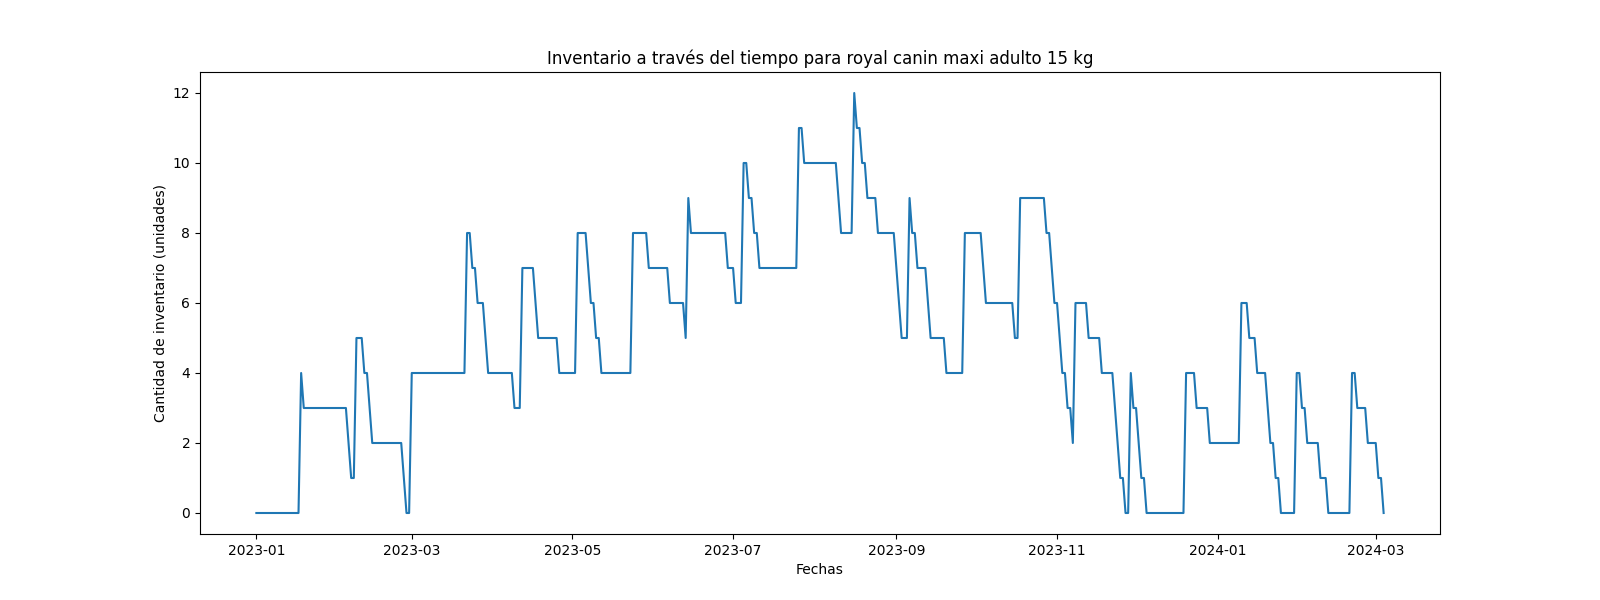 Inventario a través del tiempo para royal canin maxi adulto 15 kg
Cantidad de inventario (unidades)
12
10
8
6
4
2
0
2023-01 2023-03 2023-05 2023-07 2023-09 2023-11 2024-01 2024-03
Fechas